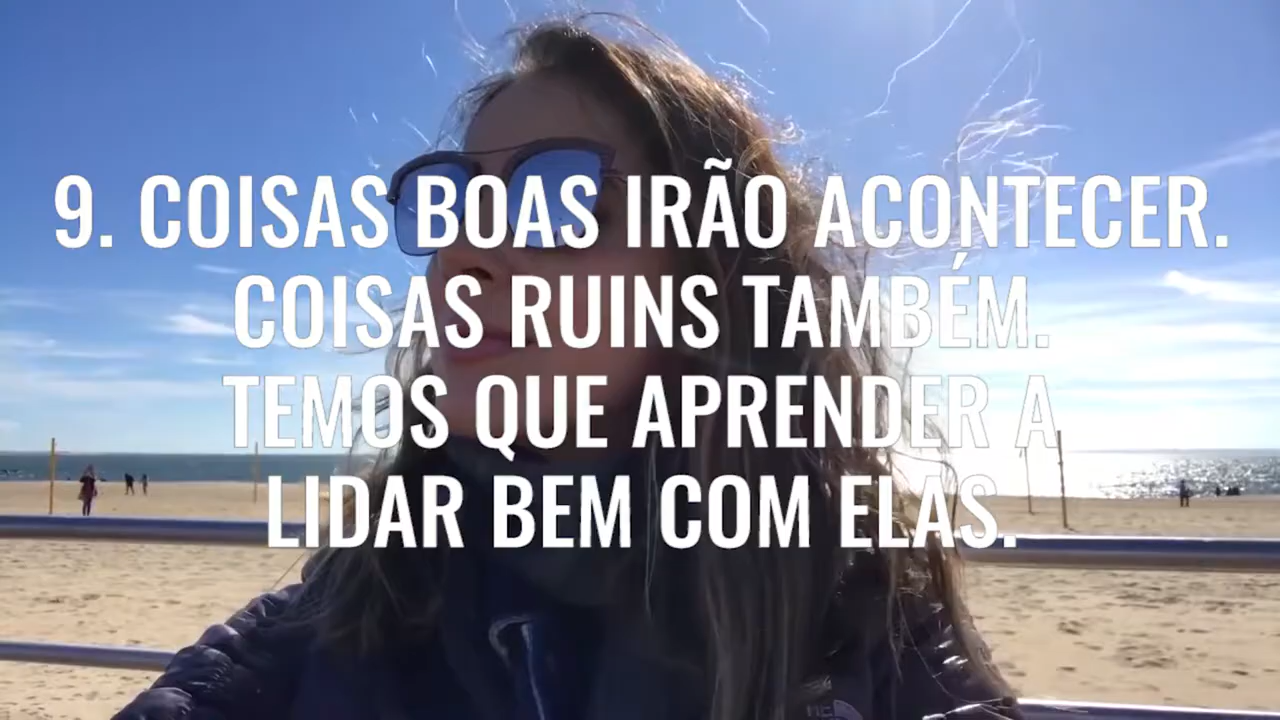 9. COISAS BOAS IRÃO ACONTECER.
COISAS RUINS TAMBÉM.
TEMOS QUE APRENDER A
LIDAR BEM COM ELAS.